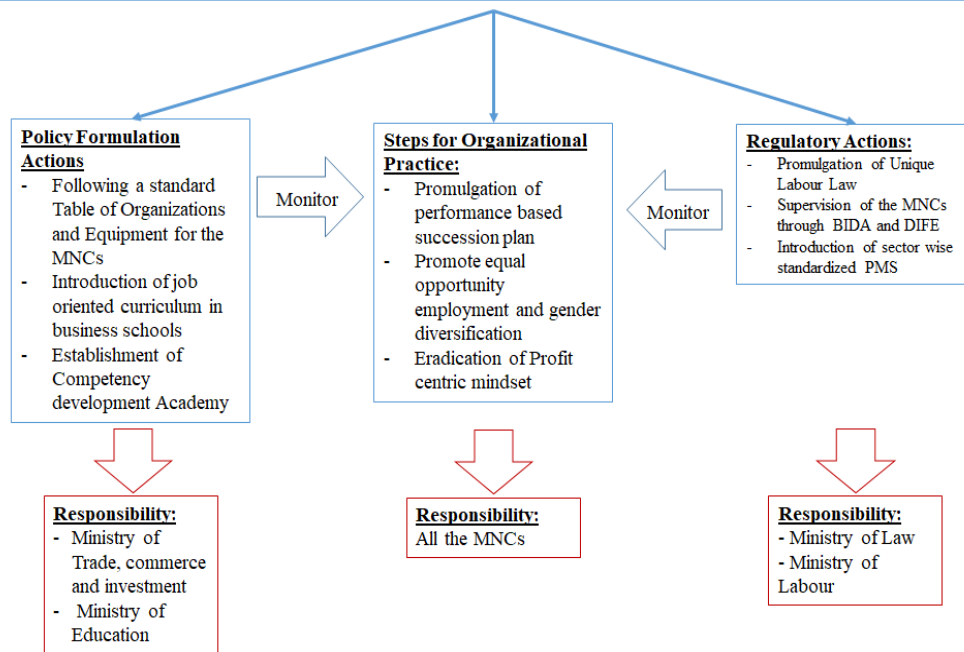 Policy Formulation
Actions
- Following a standard
Table of Organizations
and Equipment for the
MNCs
- Introduction of job
oriented curriculum in
business schools
- Establishment of
Competency
development Academy
Monitor
Steps for Organizational
Practice:
- Promulgation of
performance based
succession plan
- Promote equal
opportunity
employment and gender
diversification
- Eradication of Profit
centric mindset
Monitor
Regulatory Actions:
- Promulgation of Unique
Labour Law
- Supervision of the MNCs
through BIDA and DIFE
- Introduction of sector wise
standardized PMS
Responsibility:
- Ministry of
Trade, commerce
and investment
- Ministry of
Education
Responsibility:
All the MNCs
Responsibility:
- Ministry of Law
- Ministry of
Labour